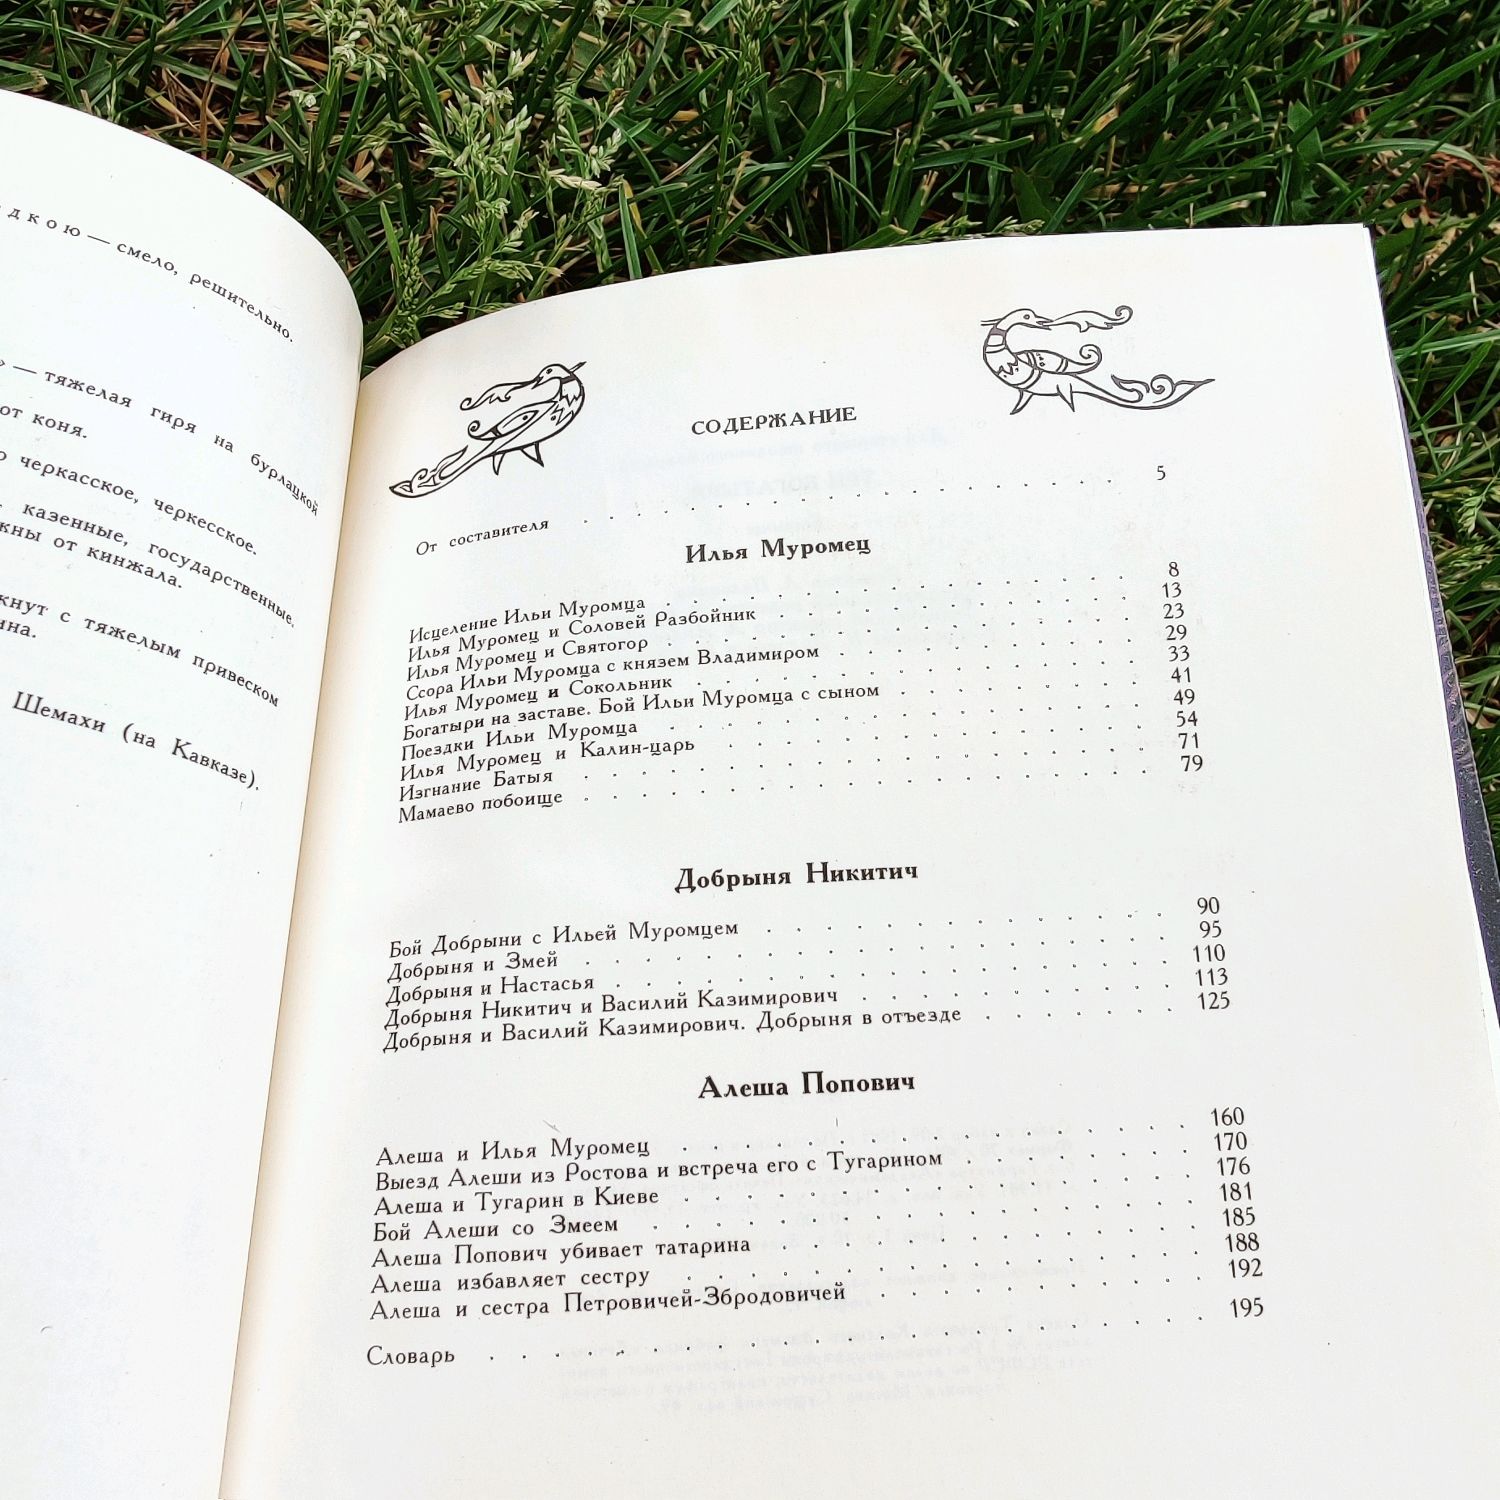 дкою — смело, решительно.
» — тяжелая гиря на бурлацкой
от коня.
черкасское, черкесское.
казенные, государственные.
от кинжала.
с тяжелым привеском
Шемахи (на Кавказе).
СОДЕРЖАНИЕ
От составителя . . . . . . . . . . . . . . . . . . . . 5
Илья Муромец
Исцеление Ильи Муромца . . . . . . . . . . . . . . . . . . 8
Илья Муромец и Соловей Разбойник . . . . . . . . . . . . . . 13
Илья Муромец и Святогор . . . . . . . . . . . . . . . . . . 23
Ссора Ильи Муромца с князем Владимиром . . . . . . . . . . . 29
Илья Муромец и Сокольник . . . . . . . . . . . . . . . . . 33
Богатыри на заставе. Бой Ильи Муромца с сыном . . . . . . . . 41
Поездки Ильи Муромца . . . . . . . . . . . . . . . . . . 49
Илья Муромец и Калин-царь . . . . . . . . . . . . . . . . 54
Изгнание Батыя . . . . . . . . . . . . . . . . . . . . . 71
Мамаево побоище . . . . . . . . . . . . . . . . . . . . 79
Добрыня Никитич
Бой Добрыни с Ильей Муромцем . . . . . . . . . . . . . . 90
Добрыня и Змей . . . . . . . . . . . . . . . . . . . . 95
Добрыня и Настасья . . . . . . . . . . . . . . . . . . . 110
Добрыня Никитич и Василий Казимирович . . . . . . . . . . . 113
Добрыня и Василий Казимирович. Добрыня в отъезде . . . . . . . 125
Алеша Попович
Алеша и Илья Муромец . . . . . . . . . . . . . . . . . 160
Выезд Алеши из Ростова и встреча его с Тугарином . . . . . . . 170
Алеша и Тугарин в Киеве . . . . . . . . . . . . . . . . . 176
Бой Алеши со Змеем . . . . . . . . . . . . . . . . . . 181
Алеша Попович убивает татарина . . . . . . . . . . . . . . 185
Алеша избавляет сестру . . . . . . . . . . . . . . . . . 188
Алеша и сестра Петровичей-Збродовичей . . . . . . . . . . . 192
Словарь . . . . . . . . . . . . . . . . . . . . . . . 195